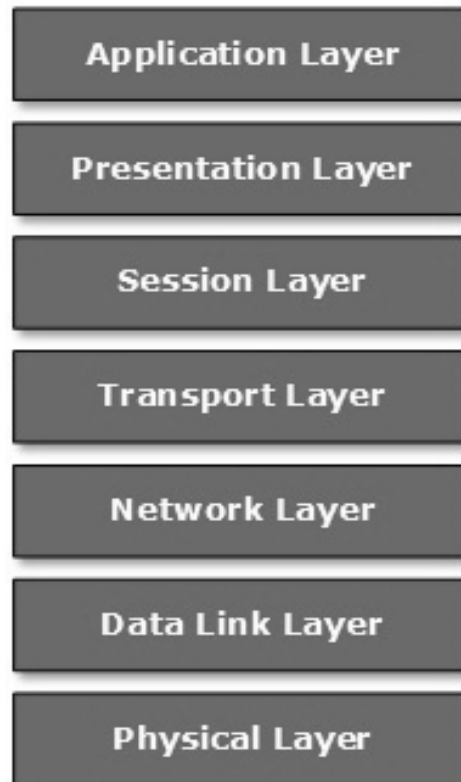 Application Layer
Presentation Layer
Session Layer
Transport Layer
Network Layer
Data Link Layer
Physical Layer